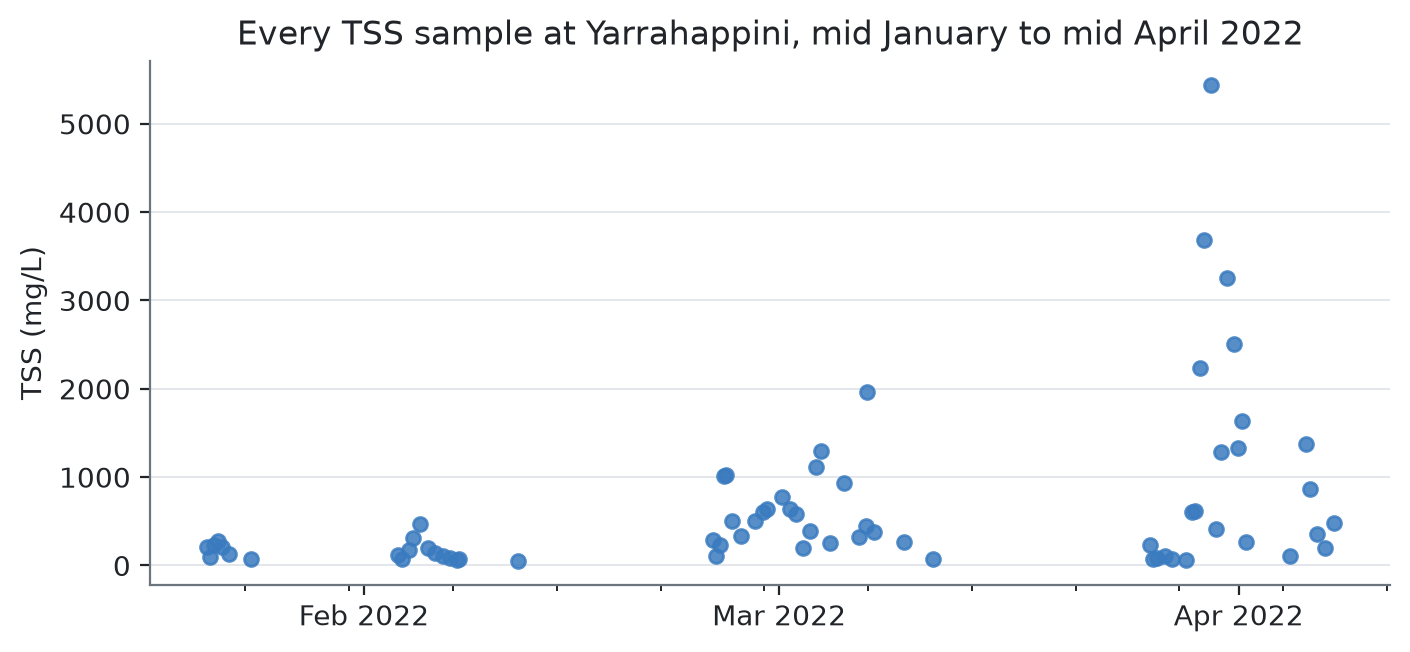 Every TSS sample at Yarrahappini, mid January to mid April 2022
TSS (mg/L)
5000
4000
3000
2000
1000
0
Feb 2022
Mar 2022
Apr 2022